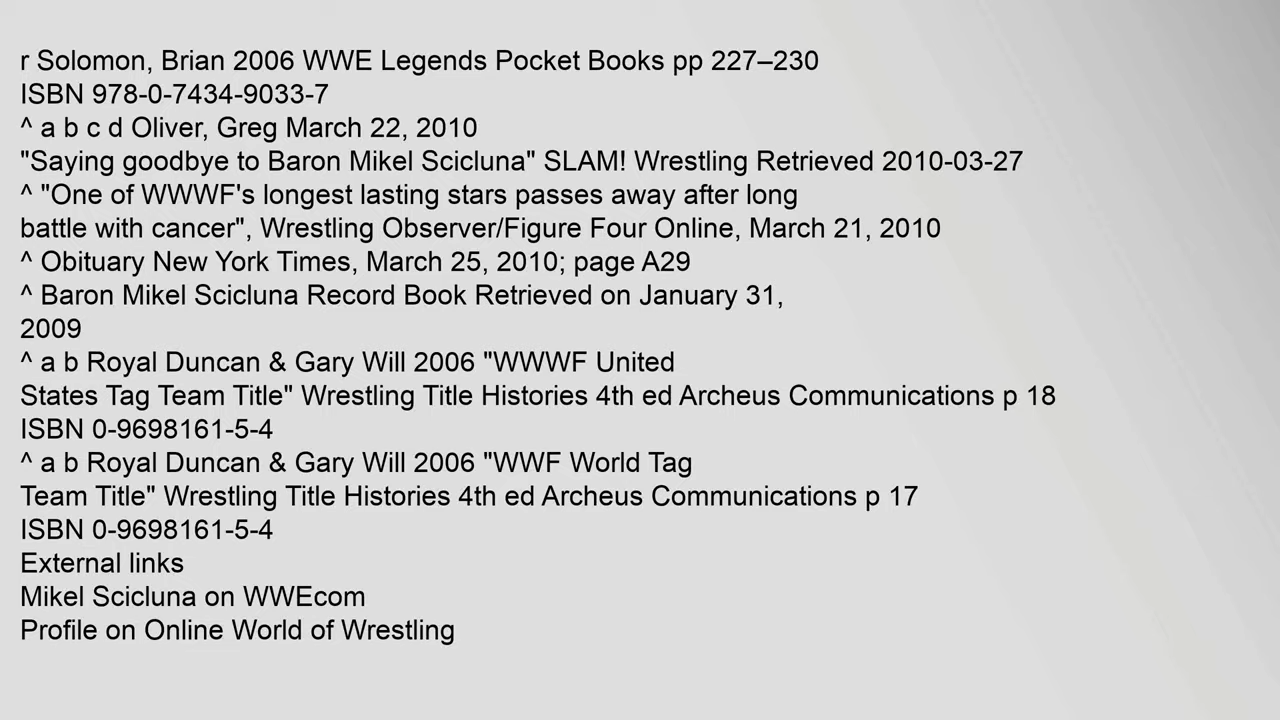 r Solomon, Brian 2006 WWE Legends Pocket Books pp 227–230
ISBN 978-0-7434-9033-7
^ a b c d Oliver, Greg March 22, 2010
"Saying goodbye to Baron Mikel Scicluna" SLAM! Wrestling Retrieved 2010-03-27
^ "One of WWWF's longest lasting stars passes away after long
battle with cancer", Wrestling Observer/Figure Four Online, March 21, 2010
^ Obituary New York Times, March 25, 2010; page A29
^ Baron Mikel Scicluna Record Book Retrieved on January 31,
2009
^ a b Royal Duncan & Gary Will 2006 "WWWF United
States Tag Team Title" Wrestling Title Histories 4th ed Archeus Communications p 18
ISBN 0-9698161-5-4
^ a b Royal Duncan & Gary Will 2006 "WWF World Tag
Team Title" Wrestling Title Histories 4th ed Archeus Communications p 17
ISBN 0-9698161-5-4
External links
Mikel Scicluna on WWEcom
Profile on Online World of Wrestling